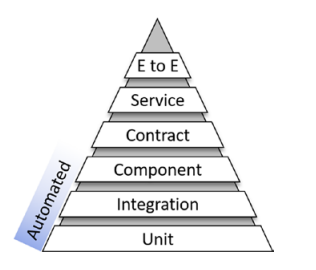 E to E
Service
Contract
Component
Integration
Unit
Automated